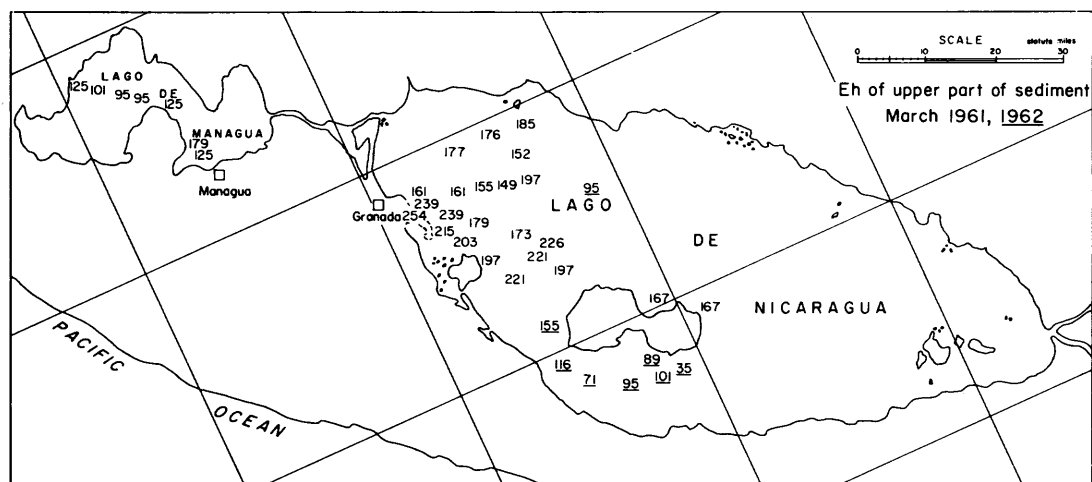 SCALE statute miles
0 10 20 30
Eh of upper part of sediment
March 1961, 1962
LAGO
DE
MANAGUA
125 101 95 95 125
179
125
Managua
185
176
177 152
161 161 155 149 197
95
239
Granada 254 239 179
LAGO
215 203 173 226
DE
197 221 197
221
167 167
NICARAGUA
155
116 89
71 95 101 35
PACIFIC
OCEAN